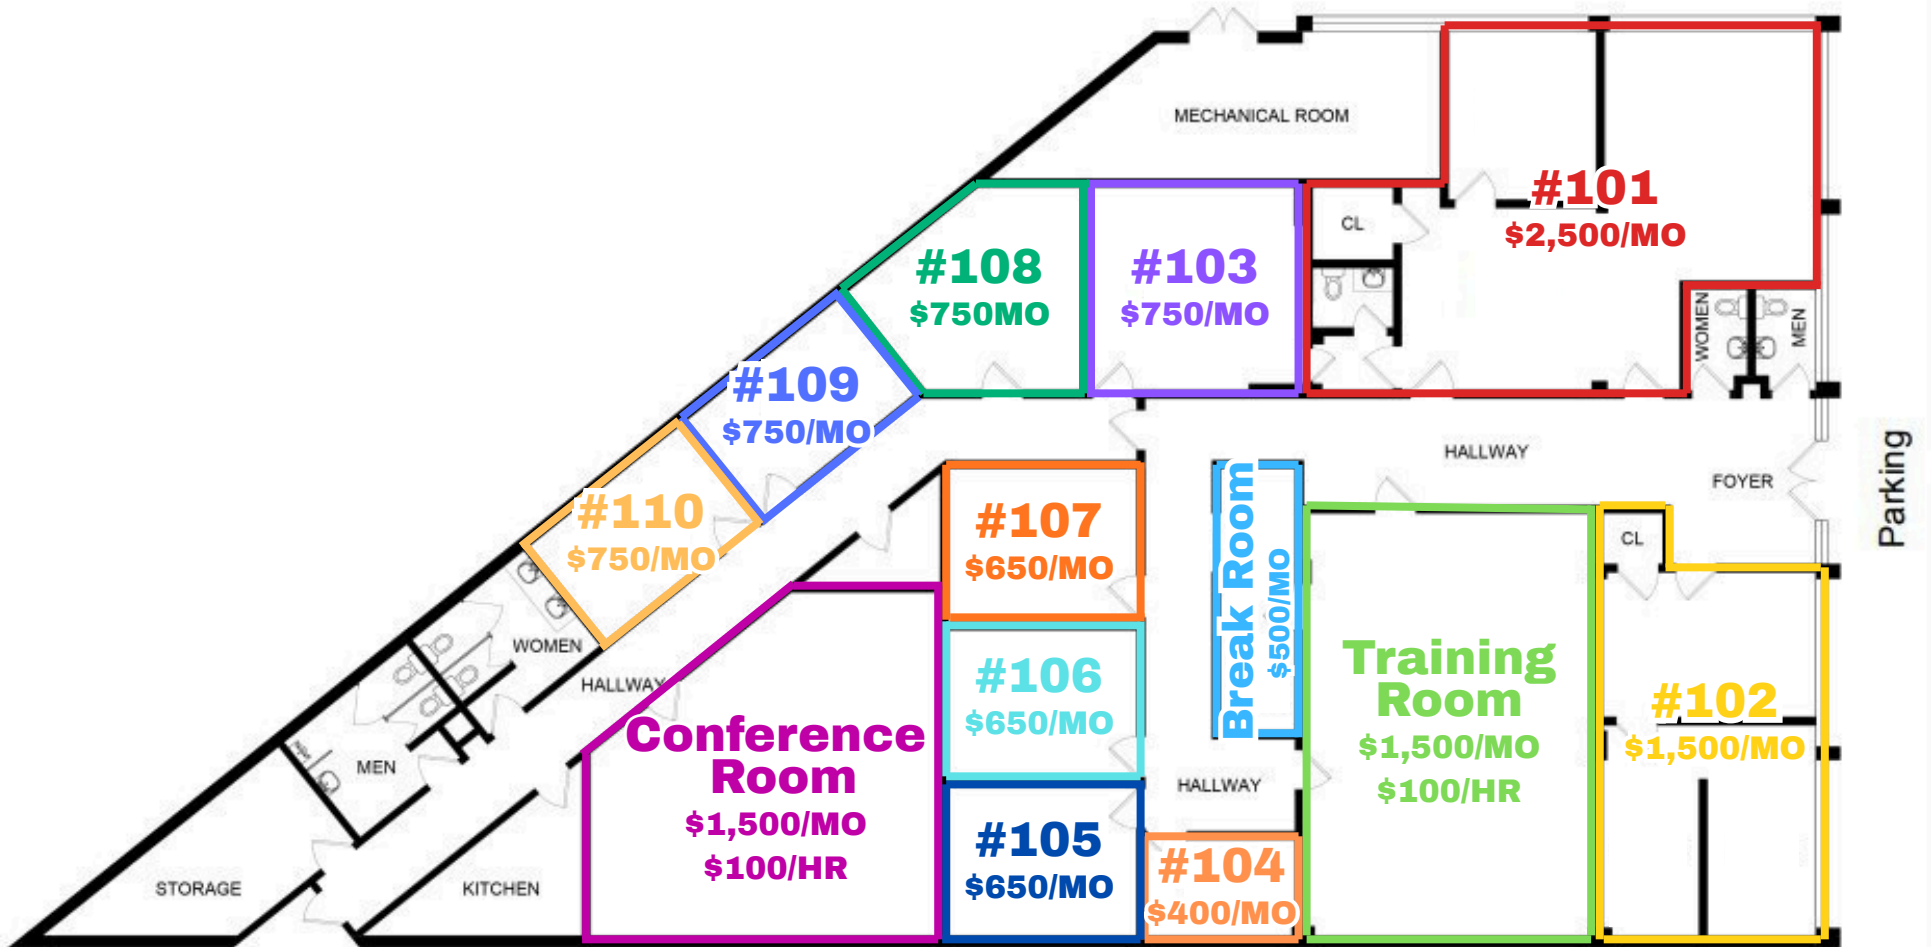 MECHANICAL ROOM
#101
$2,500/MO
CL
#108
$750MO
#103
$750/MO
WOMEN
MEN
#109
$750/MO
HALLWAY
FOYER
Parking
#110
$750/MO
#107
$650/MO
Break Room
$500/MO
CL
WOMEN
HALLWAY
#106
$650/MO
Training
Room
$1,500/MO
$100/HR
#102
$1,500/MO
Conference
Room
$1,500/MO
$100/HR
MEN
HALLWAY
#105
$650/MO
#104
$400/MO
STORAGE
KITCHEN